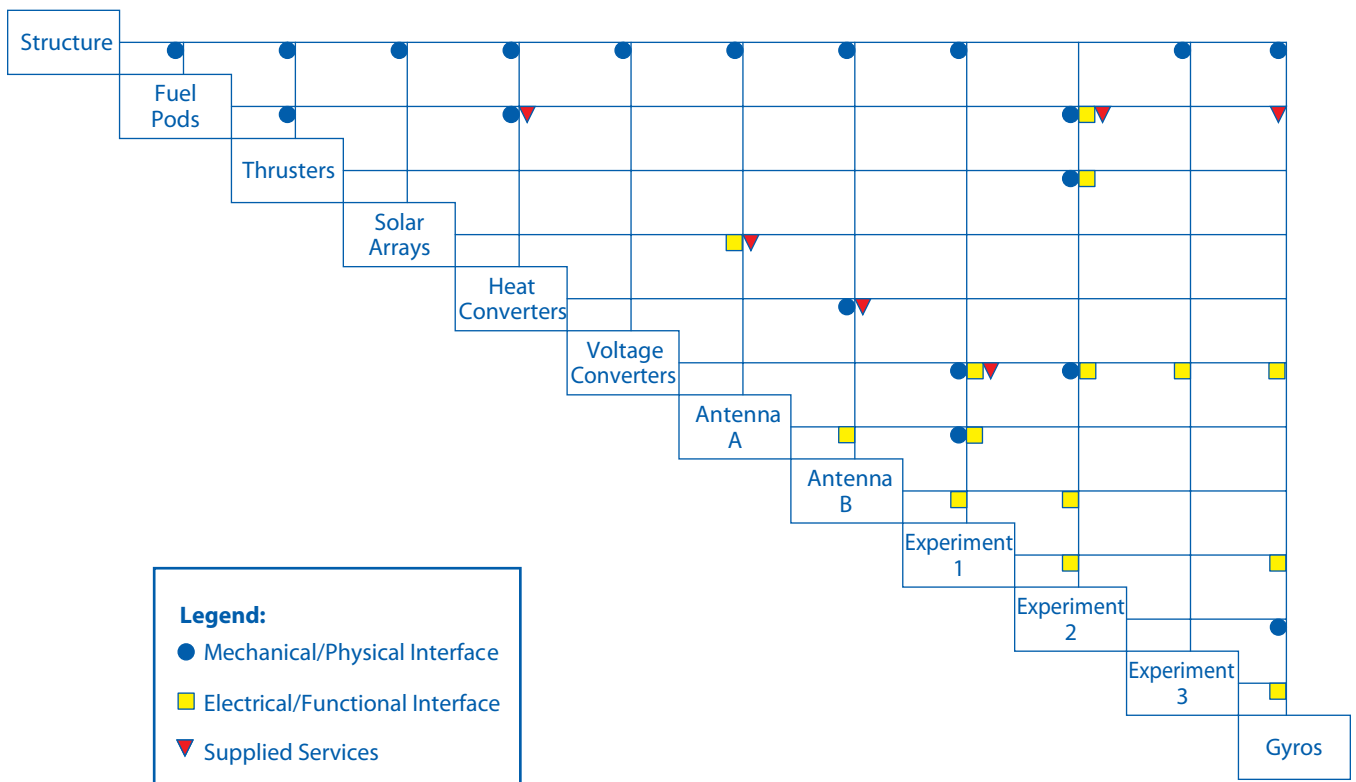 Structure
Fuel
Pods
Thrusters
Solar
Arrays
Heat
Converters
Voltage
Converters
Antenna
A
Antenna
B
Experiment
1
Experiment
2
Experiment
3
Gyros
Legend:
Mechanical/Physical Interface
Electrical/Functional Interface
Supplied Services